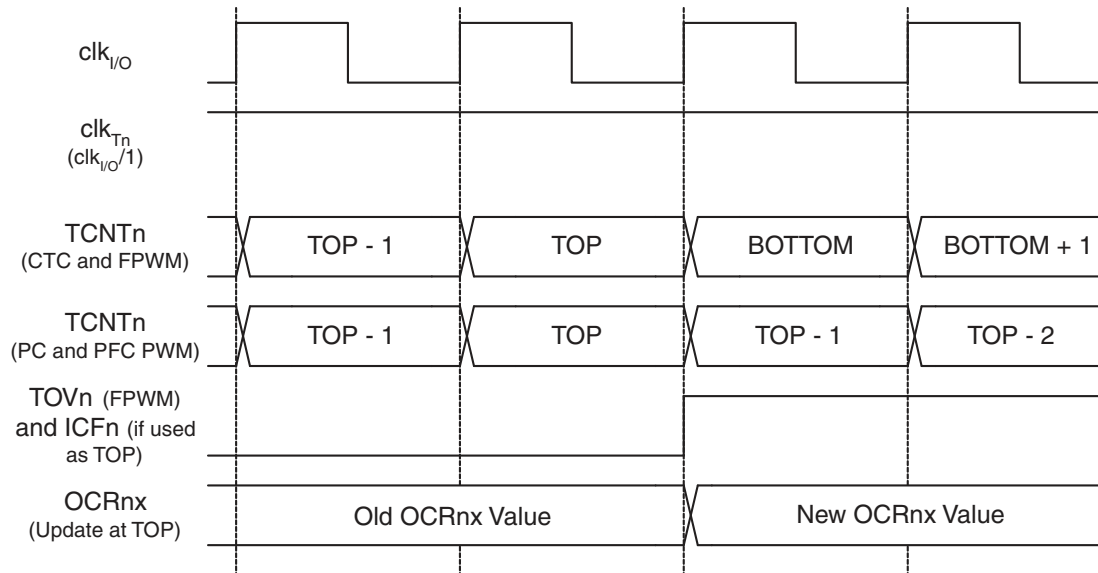 clkI/O
clkTn
(clkI/O/1)
TCNTn
(CTC and FPWM)
TOP - 1
TOP
BOTTOM
BOTTOM + 1
TCNTn
(PC and PFC PWM)
TOP - 1
TOP
TOP - 1
TOP - 2
TOVn (FPWM)
and ICFn (if used
as TOP)
OCRnx
(Update at TOP)
Old OCRnx Value
New OCRnx Value